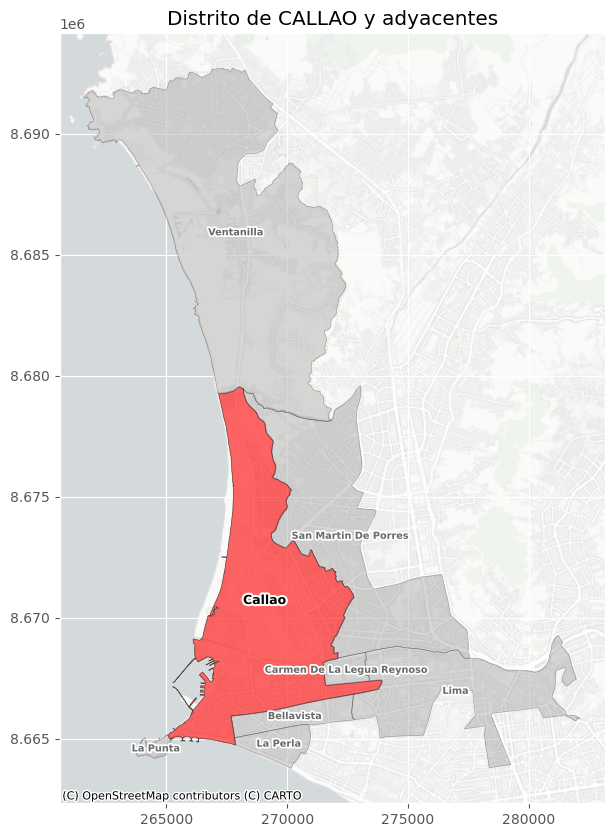 Distrito de CALLAO y adyacentes
1e6
8.690
Ventanilla
8.685
8.680
8.675
San Martin De Porres
Callao
8.670
Carmen De La Legua Reynoso
Lima
Bellavista
La Perla
La Punta
8.665
(C) OpenStreetMap contributors (C) CARTO
265000
270000
275000
280000